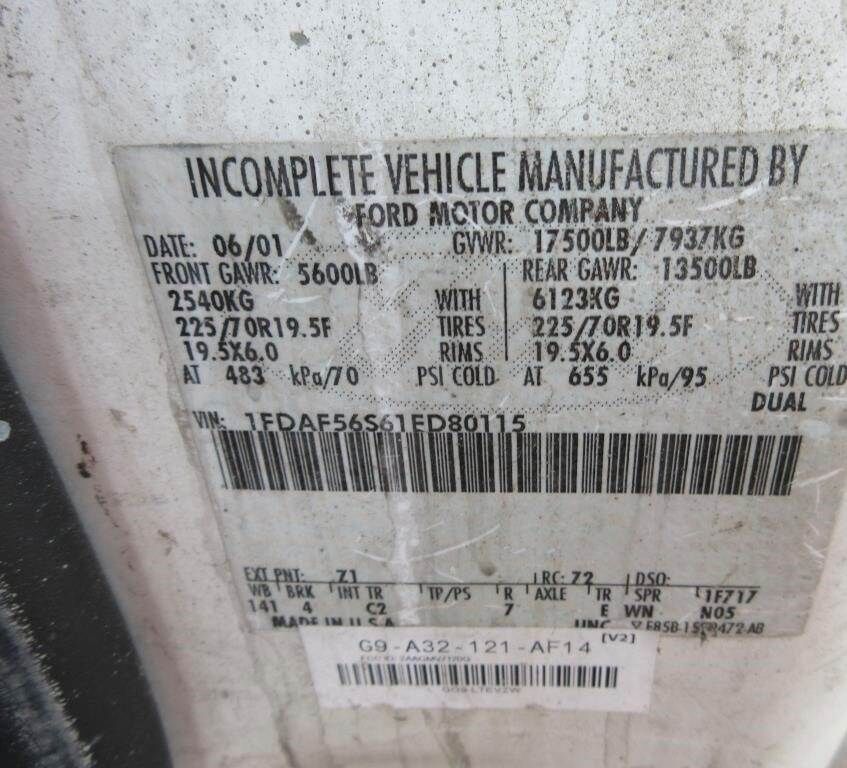 INCOMPLETE VEHICLE MANUFACTURED BY
FORD MOTOR COMPANY
DATE: 06/01 GVWR: 17500LB/7937KG
FRONT GAWR: 5600LB REAR GAWR: 13500LB
2540KG WITH 6123KG WITH
225/70R19.5F TIRES 225/70R19.5F TIRES
19.5X6.0 RIMS 19.5X6.0 RIMS
AT 483 kPa/70 PSI COLD AT 655 kPa/95 PSI COLD
DUAL
VIN: 1FDAF56S61ED80115
EXT PNT: Z1 RC: 72 DSO:
WB BRK INT TR TP/PS R AXLE TR SPR 1F717
141 4 C2 7 E WN N05
MADE IN U.S.A.
G9-A32-121-AF14 [V2]